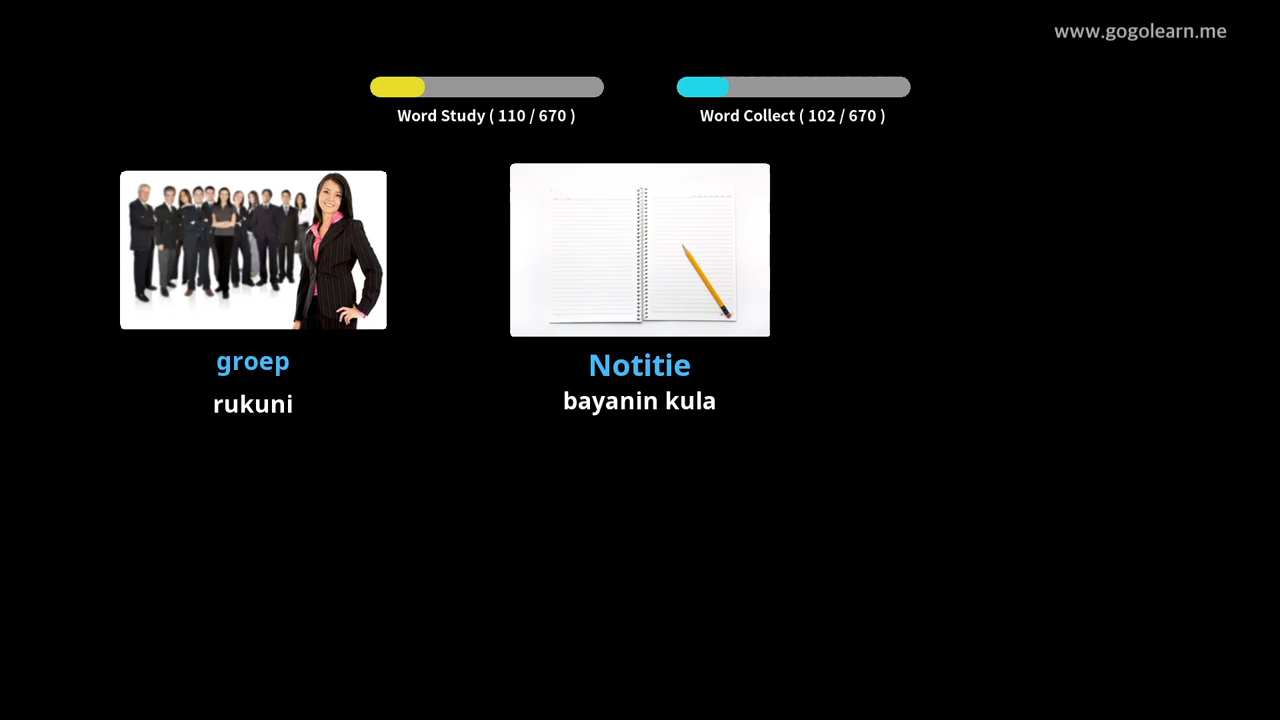 www.gogolearn.me
Word Study ( 110 / 670 )
Word Collect ( 102 / 670 )
groep
rukuni
Notitie
bayanin kula